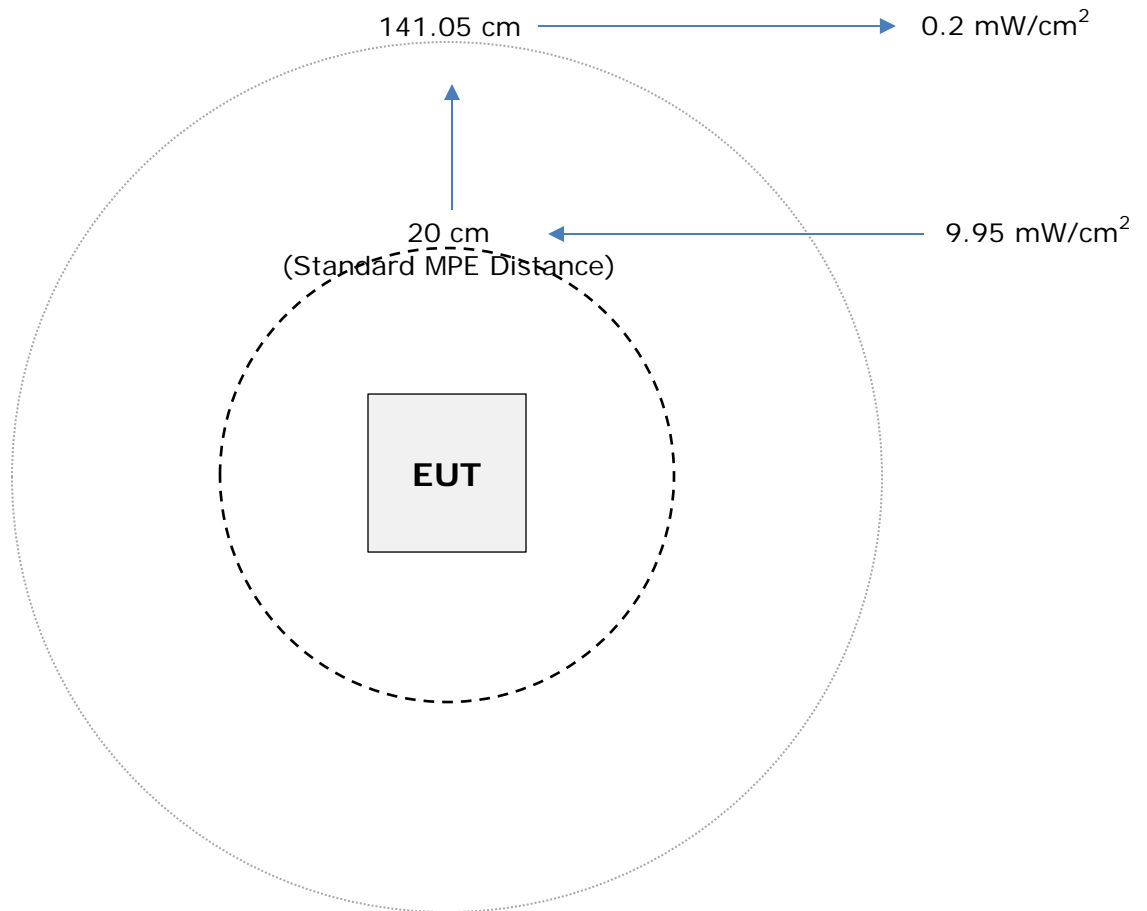 141.05 cm
0.2 mW/cm²
20 cm
9.95 mW/cm²
(Standard MPE Distance)
EUT